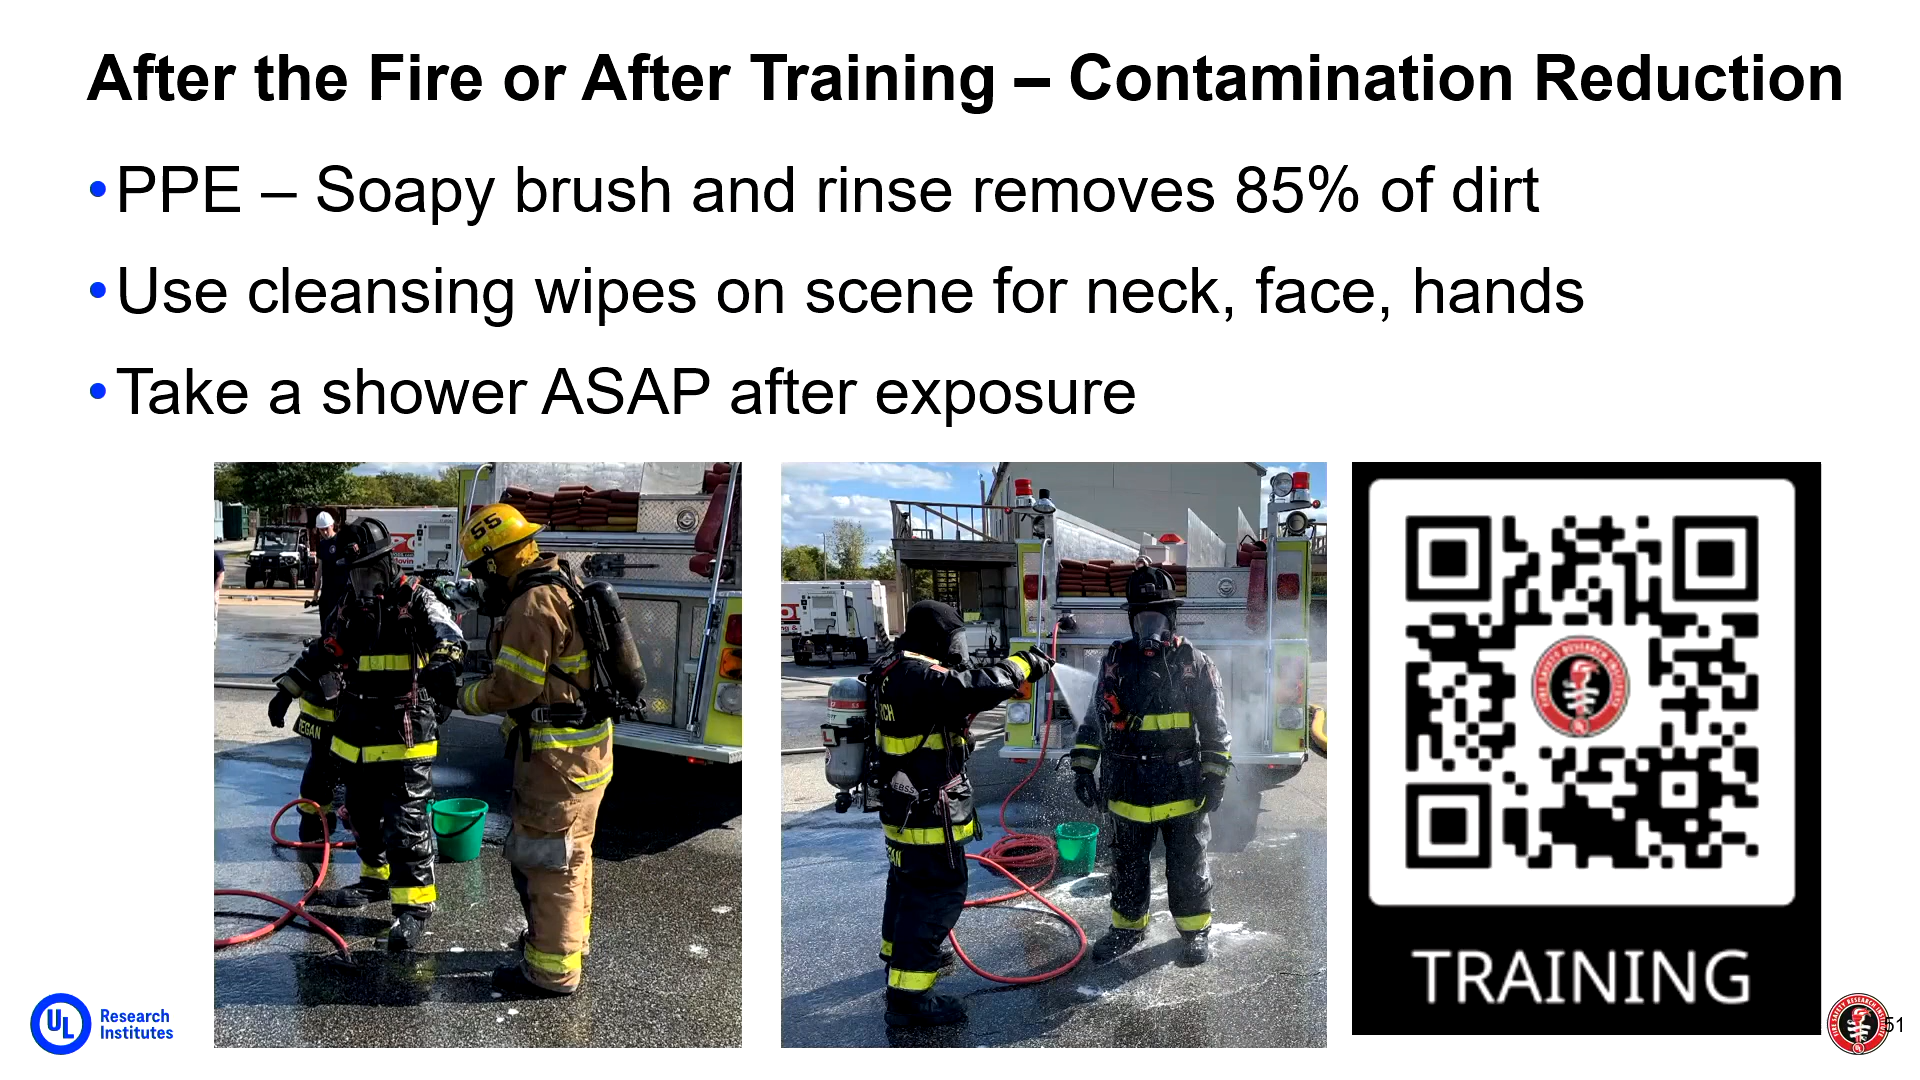 After the Fire or After Training – Contamination Reduction
•PPE – Soapy brush and rinse removes 85% of dirt
•Use cleansing wipes on scene for neck, face, hands
•Take a shower ASAP after exposure
55
TRAINING
UL Research
Institutes
51